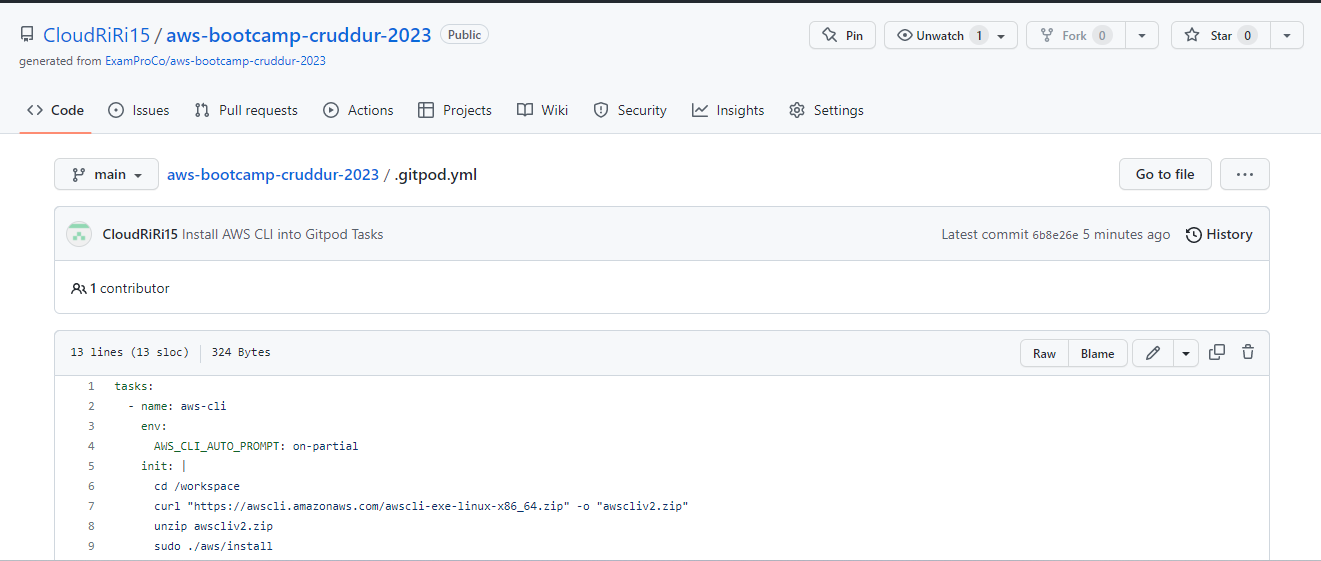 CloudRiRi15 / aws-bootcamp-cruddur-2023 Public Pin Unwatch 1 Fork 0 Star 0
generated from ExamProCo/aws-bootcamp-cruddur-2023
Code Issues Pull requests Actions Projects Wiki Security Insights Settings
main aws-bootcamp-cruddur-2023 / .gitpod.yml Go to file ...
CloudRiRi15 Install AWS CLI into Gitpod Tasks Latest commit 6b8e26e 5 minutes ago History
1 contributor
13 lines (13 sloc) 324 Bytes Raw Blame
1 tasks:
2 - name: aws-cli
3 env:
4 AWS_CLI_AUTO_PROMPT: on-partial
5 init: |
6 cd /workspace
7 curl "https://awscli.amazonaws.com/awscli-exe-linux-x86_64.zip" -o "awscliv2.zip"
8 unzip awscliv2.zip
9 sudo ./aws/install